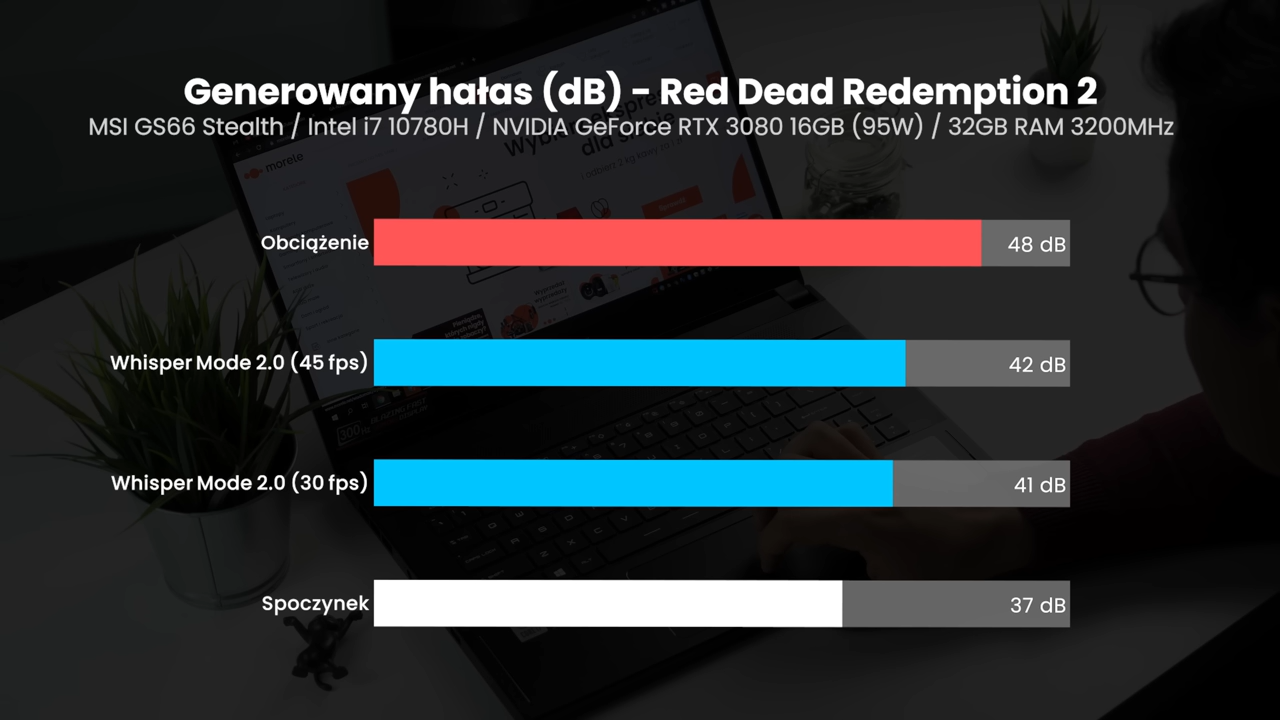 Generowany hałas (dB) – Red Dead Redemption 2
MSI GS66 Stealth / Intel i7 10780H / NVIDIA GeForce RTX 3080 16GB (95W) / 32GB RAM 3200MHz
morele
Obciążenie 48 dB
Whisper Mode 2.0 (45 fps) 42 dB
Whisper Mode 2.0 (30 fps) 41 dB
Spoczynek 37 dB